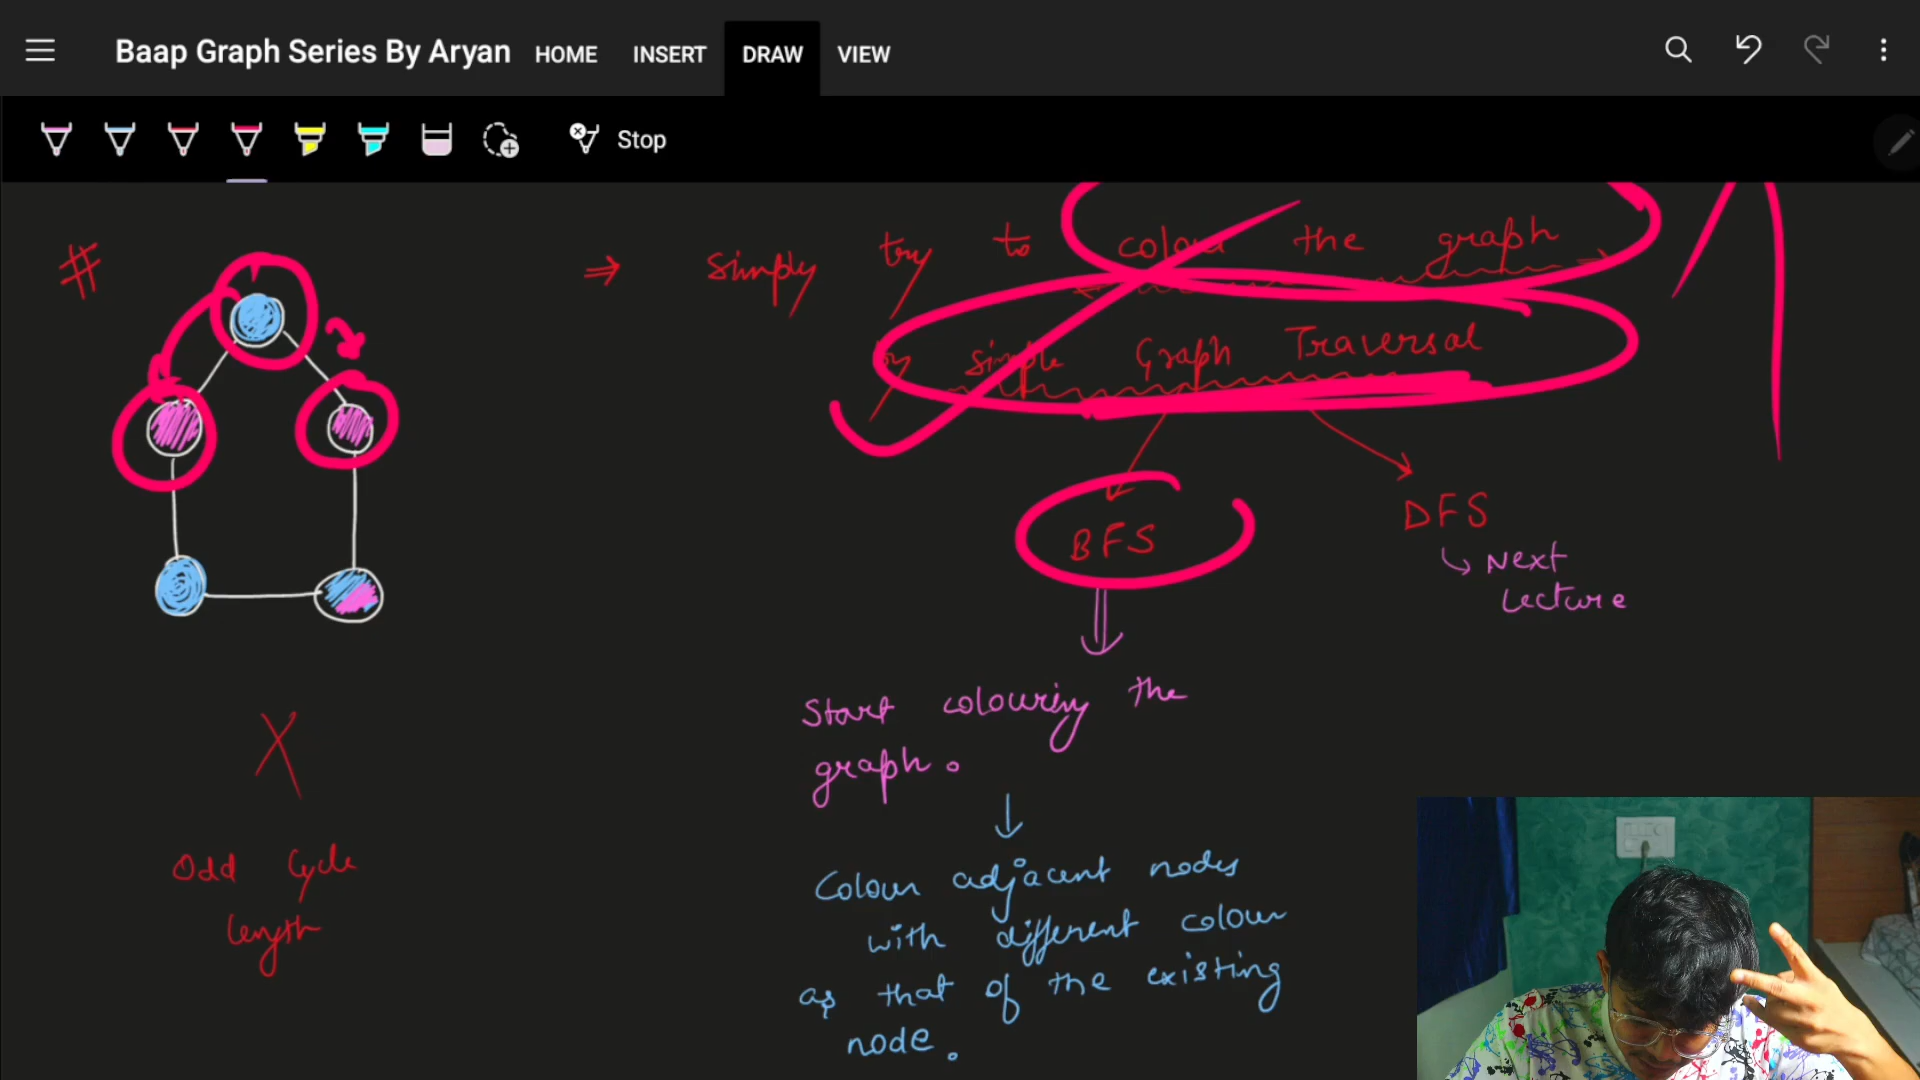 Baap Graph Series By Aryan HOME INSERT DRAW VIEW
Stop
#
⇒ Simply try to colour the graph
by simple Graph Traversal
BFS
DFS
↳ Next
Lecture
Start colouring the
graph.
X
Odd Cycle
length
Colour adjacent nodes
with different colour
as that of the existing
node.